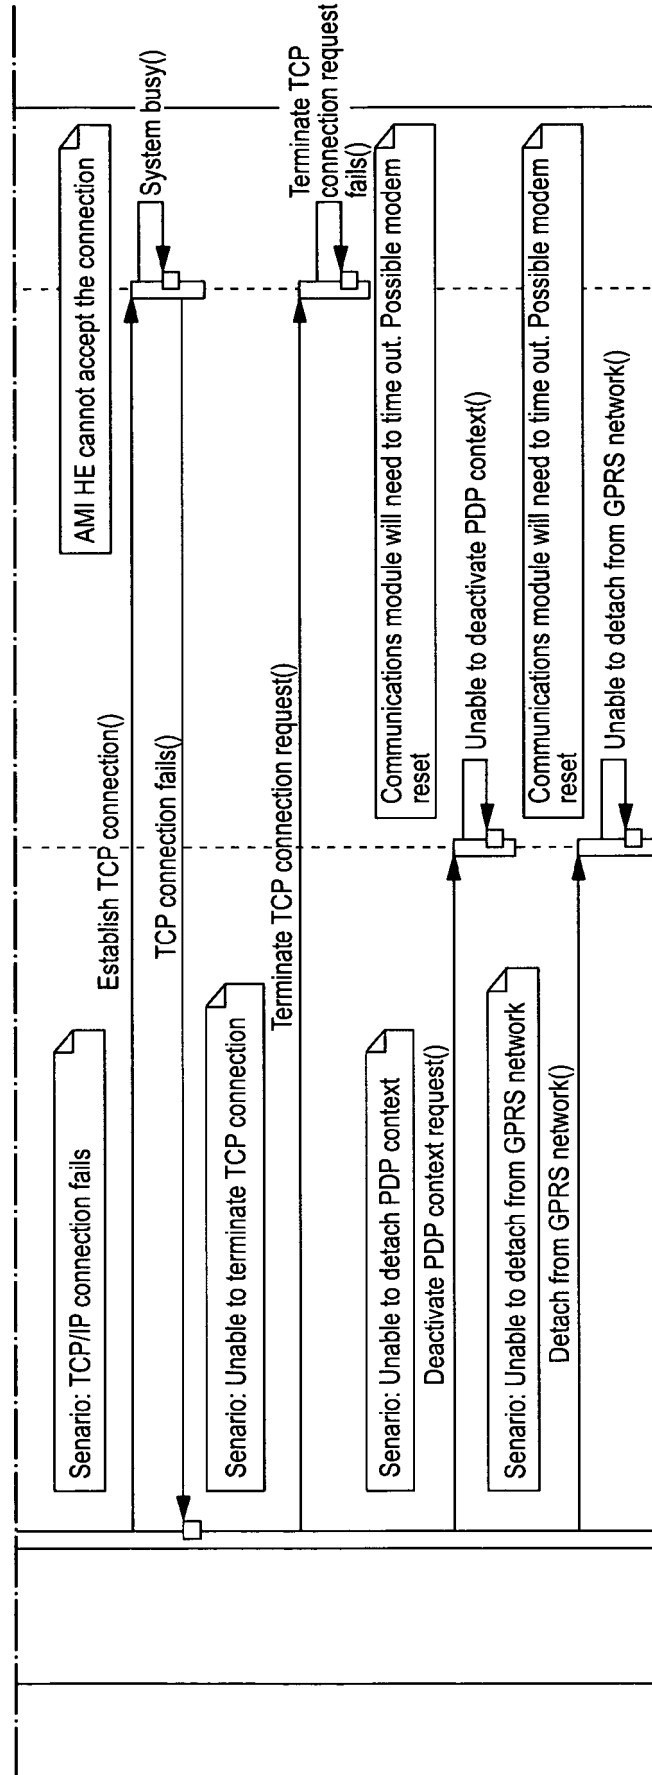 Senario: TCP/IP connection fails
AMI HE cannot accept the connection
Establish TCP connection()
System busy()
TCP connection fails()
Senario: Unable to terminate TCP connection
Terminate TCP connection request()
Terminate TCP
connection request
fails()
Senario: Unable to detach PDP context
Communications module will need to time out. Possible modem
reset
Deactivate PDP context request()
Unable to deactivate PDP context()
Senario: Unable to detach from GPRS network
Communications module will need to time out. Possible modem
reset
Detach from GPRS network()
Unable to detach from GPRS network()